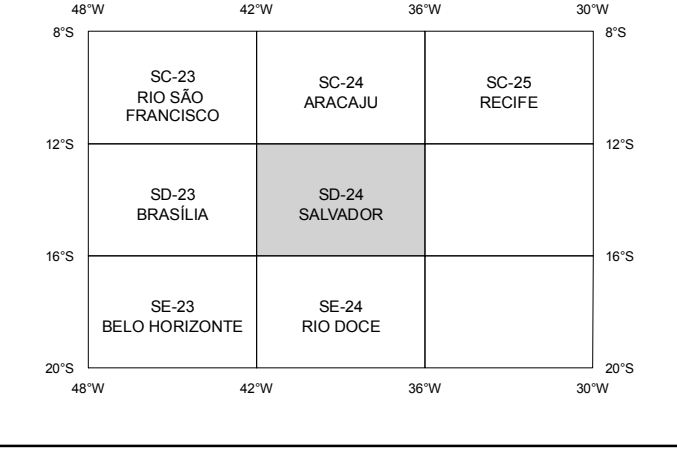 48°W 42°W 36°W 30°W
8°S 8°S
SC-23 SC-24 SC-25
RIO SÃO ARACAJU RECIFE
FRANCISCO
12°S 12°S
SD-23 SD-24
BRASÍLIA SALVADOR
16°S 16°S
SE-23 SE-24
BELO HORIZONTE RIO DOCE
20°S 20°S
48°W 42°W 36°W 30°W